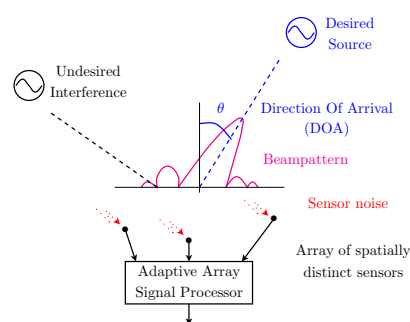 Desired
Source
Undesired
Interference
θ
Direction Of Arrival
(DOA)
Beampattern
Sensor noise
Array of spatially
distinct sensors
Adaptive Array
Signal Processor